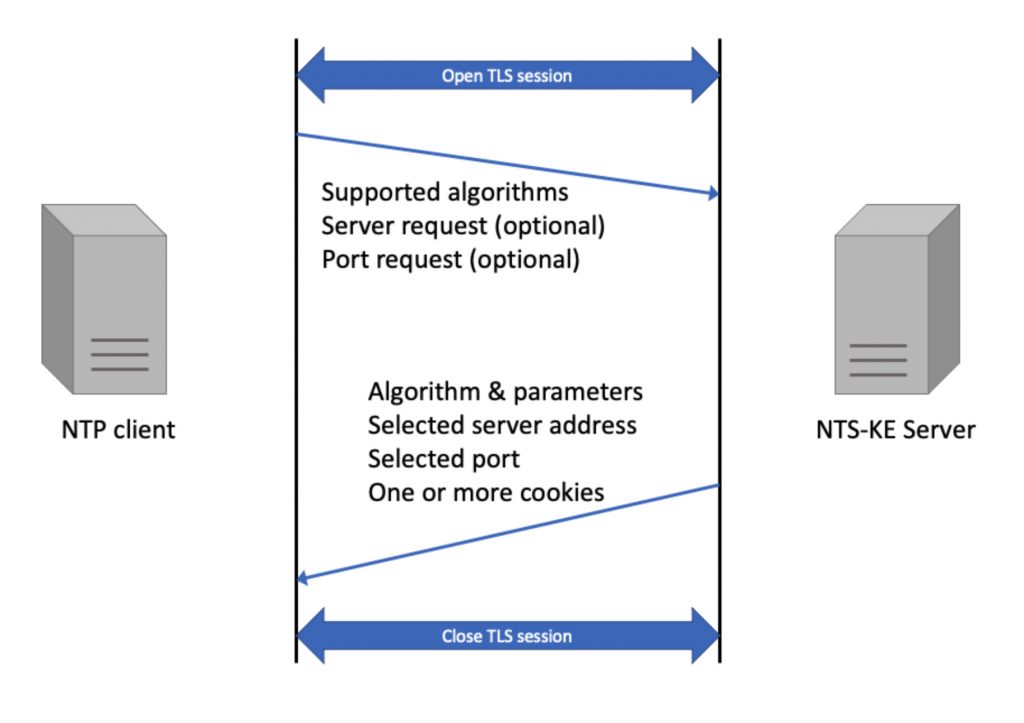 Open TLS session
Supported algorithms
Server request (optional)
Port request (optional)
Algorithm & parameters
Selected server address
Selected port
One or more cookies
NTP client
NTS-KE Server
Close TLS session